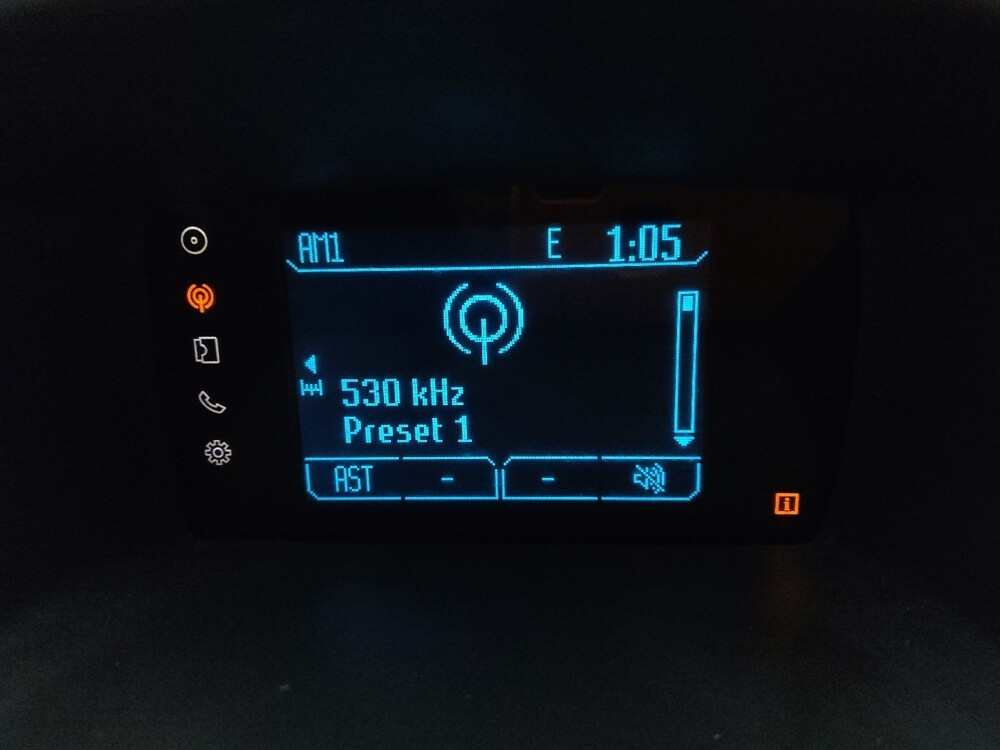 AM1 E 1:05
530 kHz
Preset 1
AST - -
i